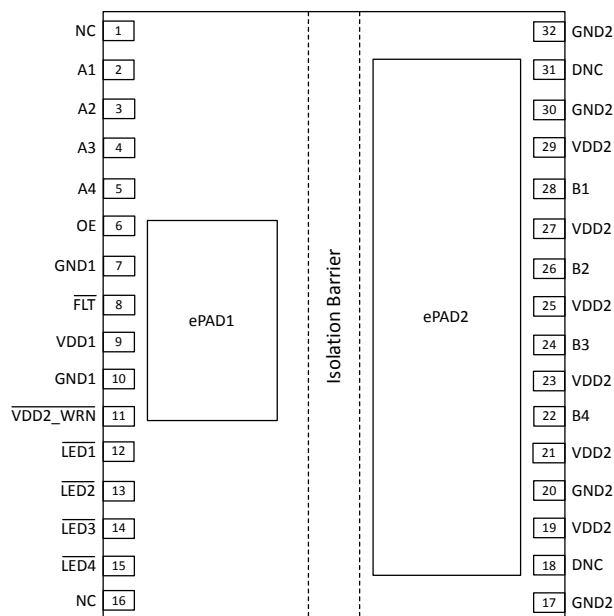 NC 1 32 GND2
A1 2 31 DNC
A2 3 30 GND2
A3 4 29 VDD2
A4 5 28 B1
OE 6 27 VDD2
GND1 7 26 B2
FLT 8 25 VDD2
ePAD1 Isolation Barrier ePAD2
VDD1 9 24 B3
GND1 10 23 VDD2
VDD2_WRN 11 22 B4
LED1 12 21 VDD2
LED2 13 20 GND2
LED3 14 19 VDD2
LED4 15 18 DNC
NC 16 17 GND2